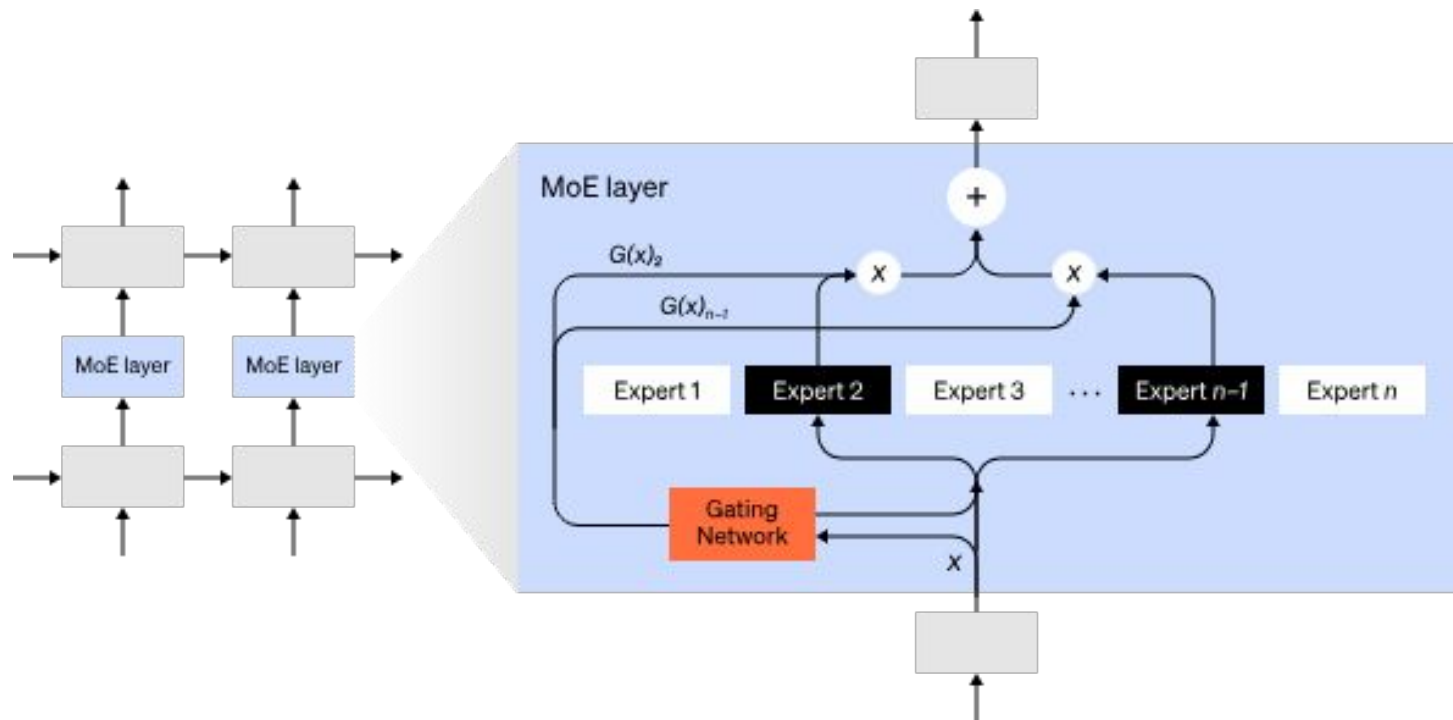 MoE layer
+
G(x)₂
x
x
G(x)ₙ₋₁
MoE layer
MoE layer
Expert 1
Expert 2
Expert 3
...
Expert n-1
Expert n
Gating
Network
x